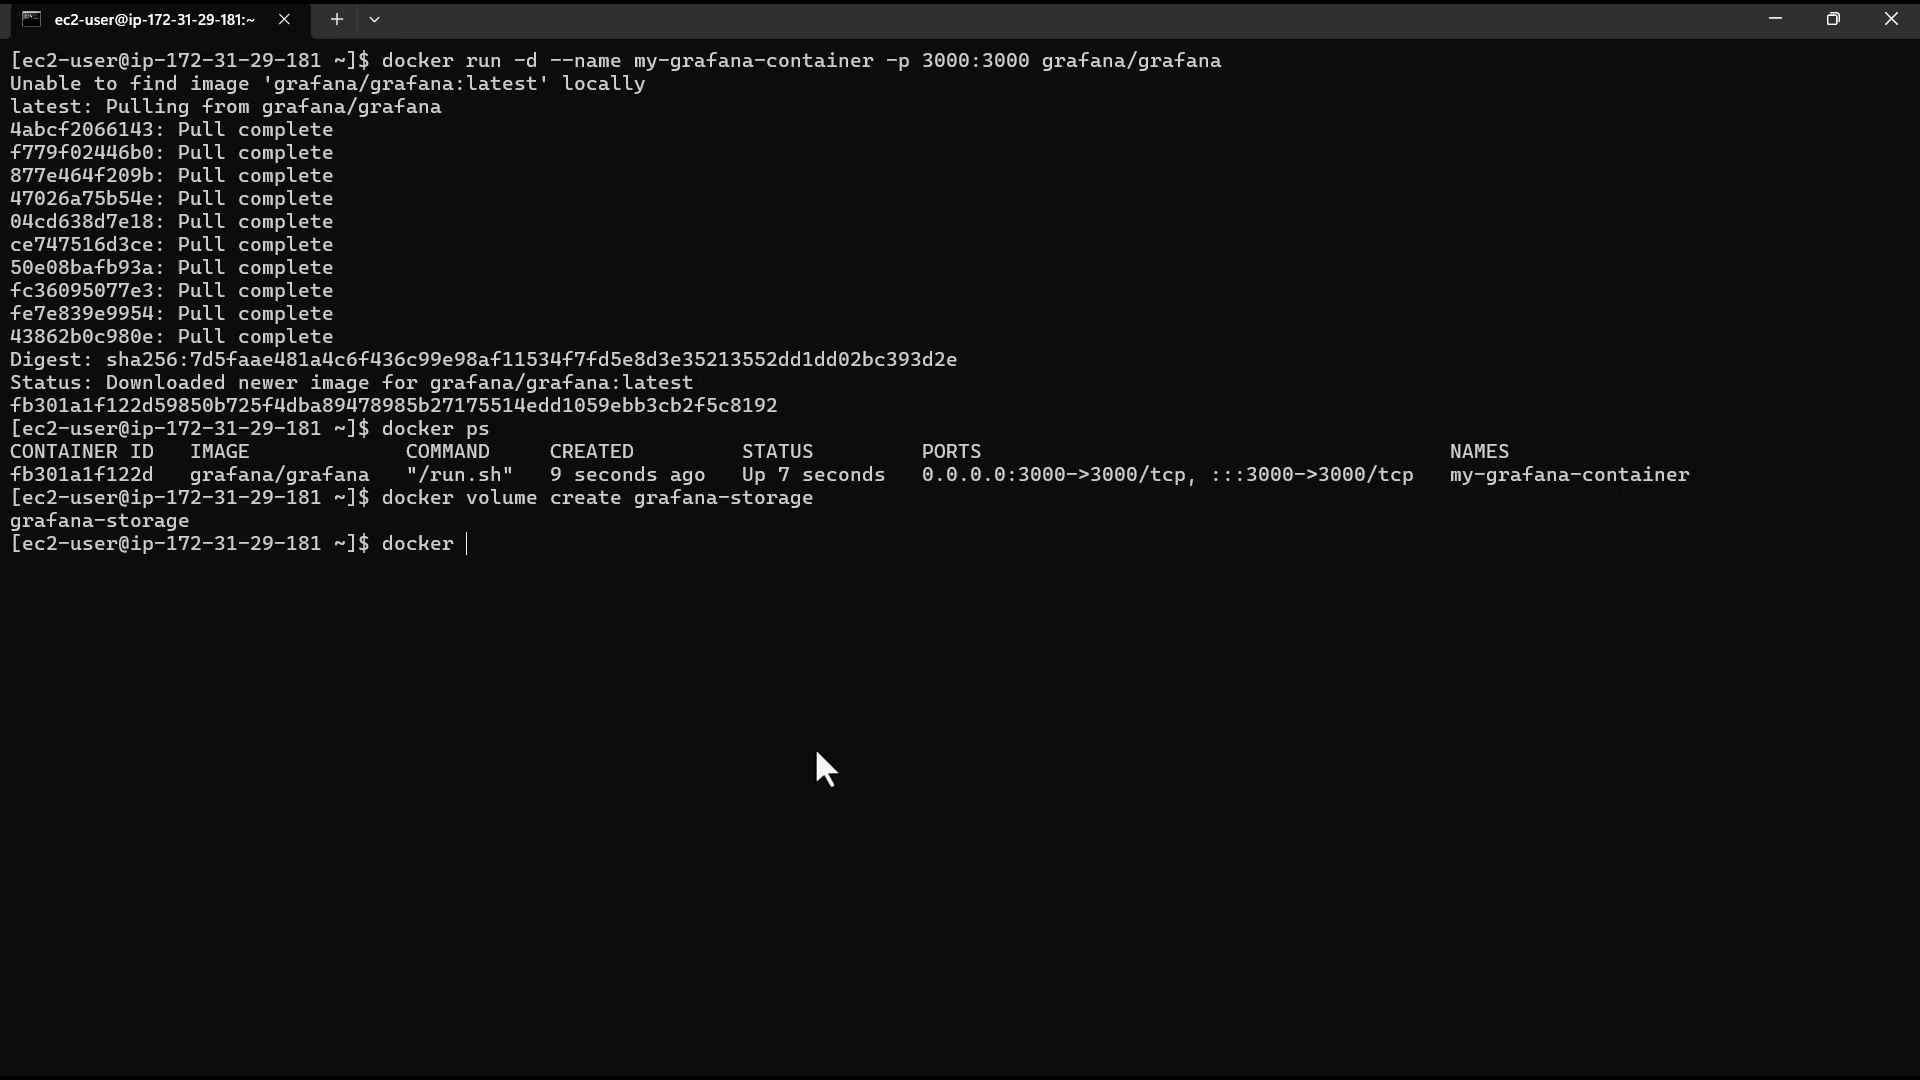 ec2-user@ip-172-31-29-181:~
[ec2-user@ip-172-31-29-181 ~]$ docker run -d --name my-grafana-container -p 3000:3000 grafana/grafana
Unable to find image 'grafana/grafana:latest' locally
latest: Pulling from grafana/grafana
4abcf2066143: Pull complete
f779f02446b0: Pull complete
877e464f209b: Pull complete
47026a75b54e: Pull complete
04cd638d7e18: Pull complete
ce747516d3ce: Pull complete
50e08bafb93a: Pull complete
fc36095077e3: Pull complete
fe7e839e9954: Pull complete
43862b0c980e: Pull complete
Digest: sha256:7d5faae481a4c6f436c99e98af11534f7fd5e8d3e35213552dd1dd02bc393d2e
Status: Downloaded newer image for grafana/grafana:latest
fb301a1f122d59850b725f4dba89478985b27175514edd1059ebb3cb2f5c8192
[ec2-user@ip-172-31-29-181 ~]$ docker ps
CONTAINER ID   IMAGE             COMMAND     CREATED         STATUS         PORTS                                       NAMES
fb301a1f122d   grafana/grafana   "/run.sh"   9 seconds ago   Up 7 seconds   0.0.0.0:3000->3000/tcp, :::3000->3000/tcp   my-grafana-container
[ec2-user@ip-172-31-29-181 ~]$ docker volume create grafana-storage
grafana-storage
[ec2-user@ip-172-31-29-181 ~]$ docker